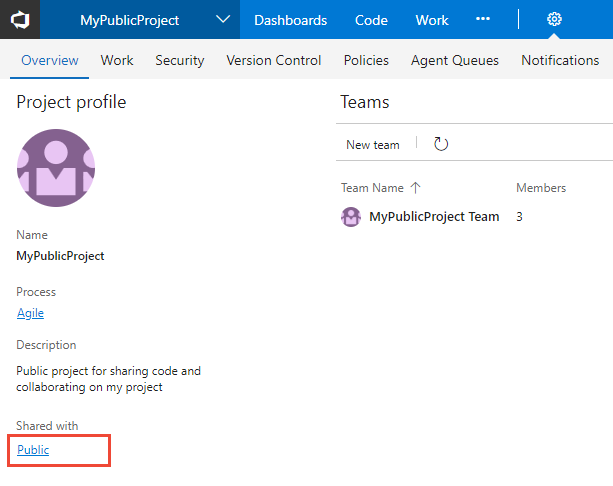 MyPublicProject Dashboards Code Work ...
Overview Work Security Version Control Policies Agent Queues Notifications
Project profile
Teams
New team
Team Name ↑ Members
MyPublicProject Team 3
Name
MyPublicProject
Process
Agile
Description
Public project for sharing code and
collaborating on my project
Shared with
Public